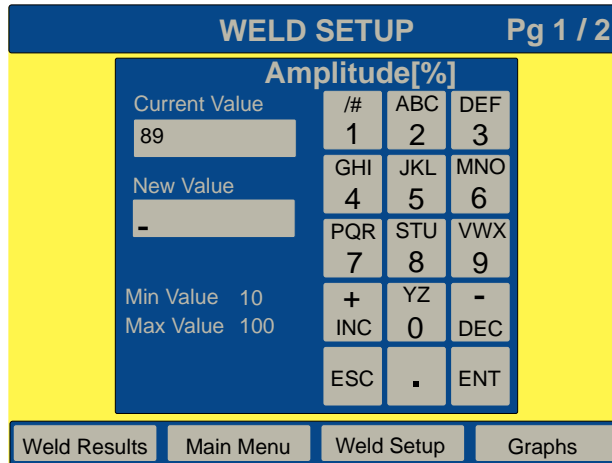 WELD SETUP Pg 1 / 2
Amplitude[%]
Current Value
89
New Value
-
Min Value 10
Max Value 100
/# ABC DEF
1 2 3
GHI JKL MNO
4 5 6
PQR STU VWX
7 8 9
+ YZ -
INC 0 DEC
ESC . ENT
Weld Results Main Menu Weld Setup Graphs